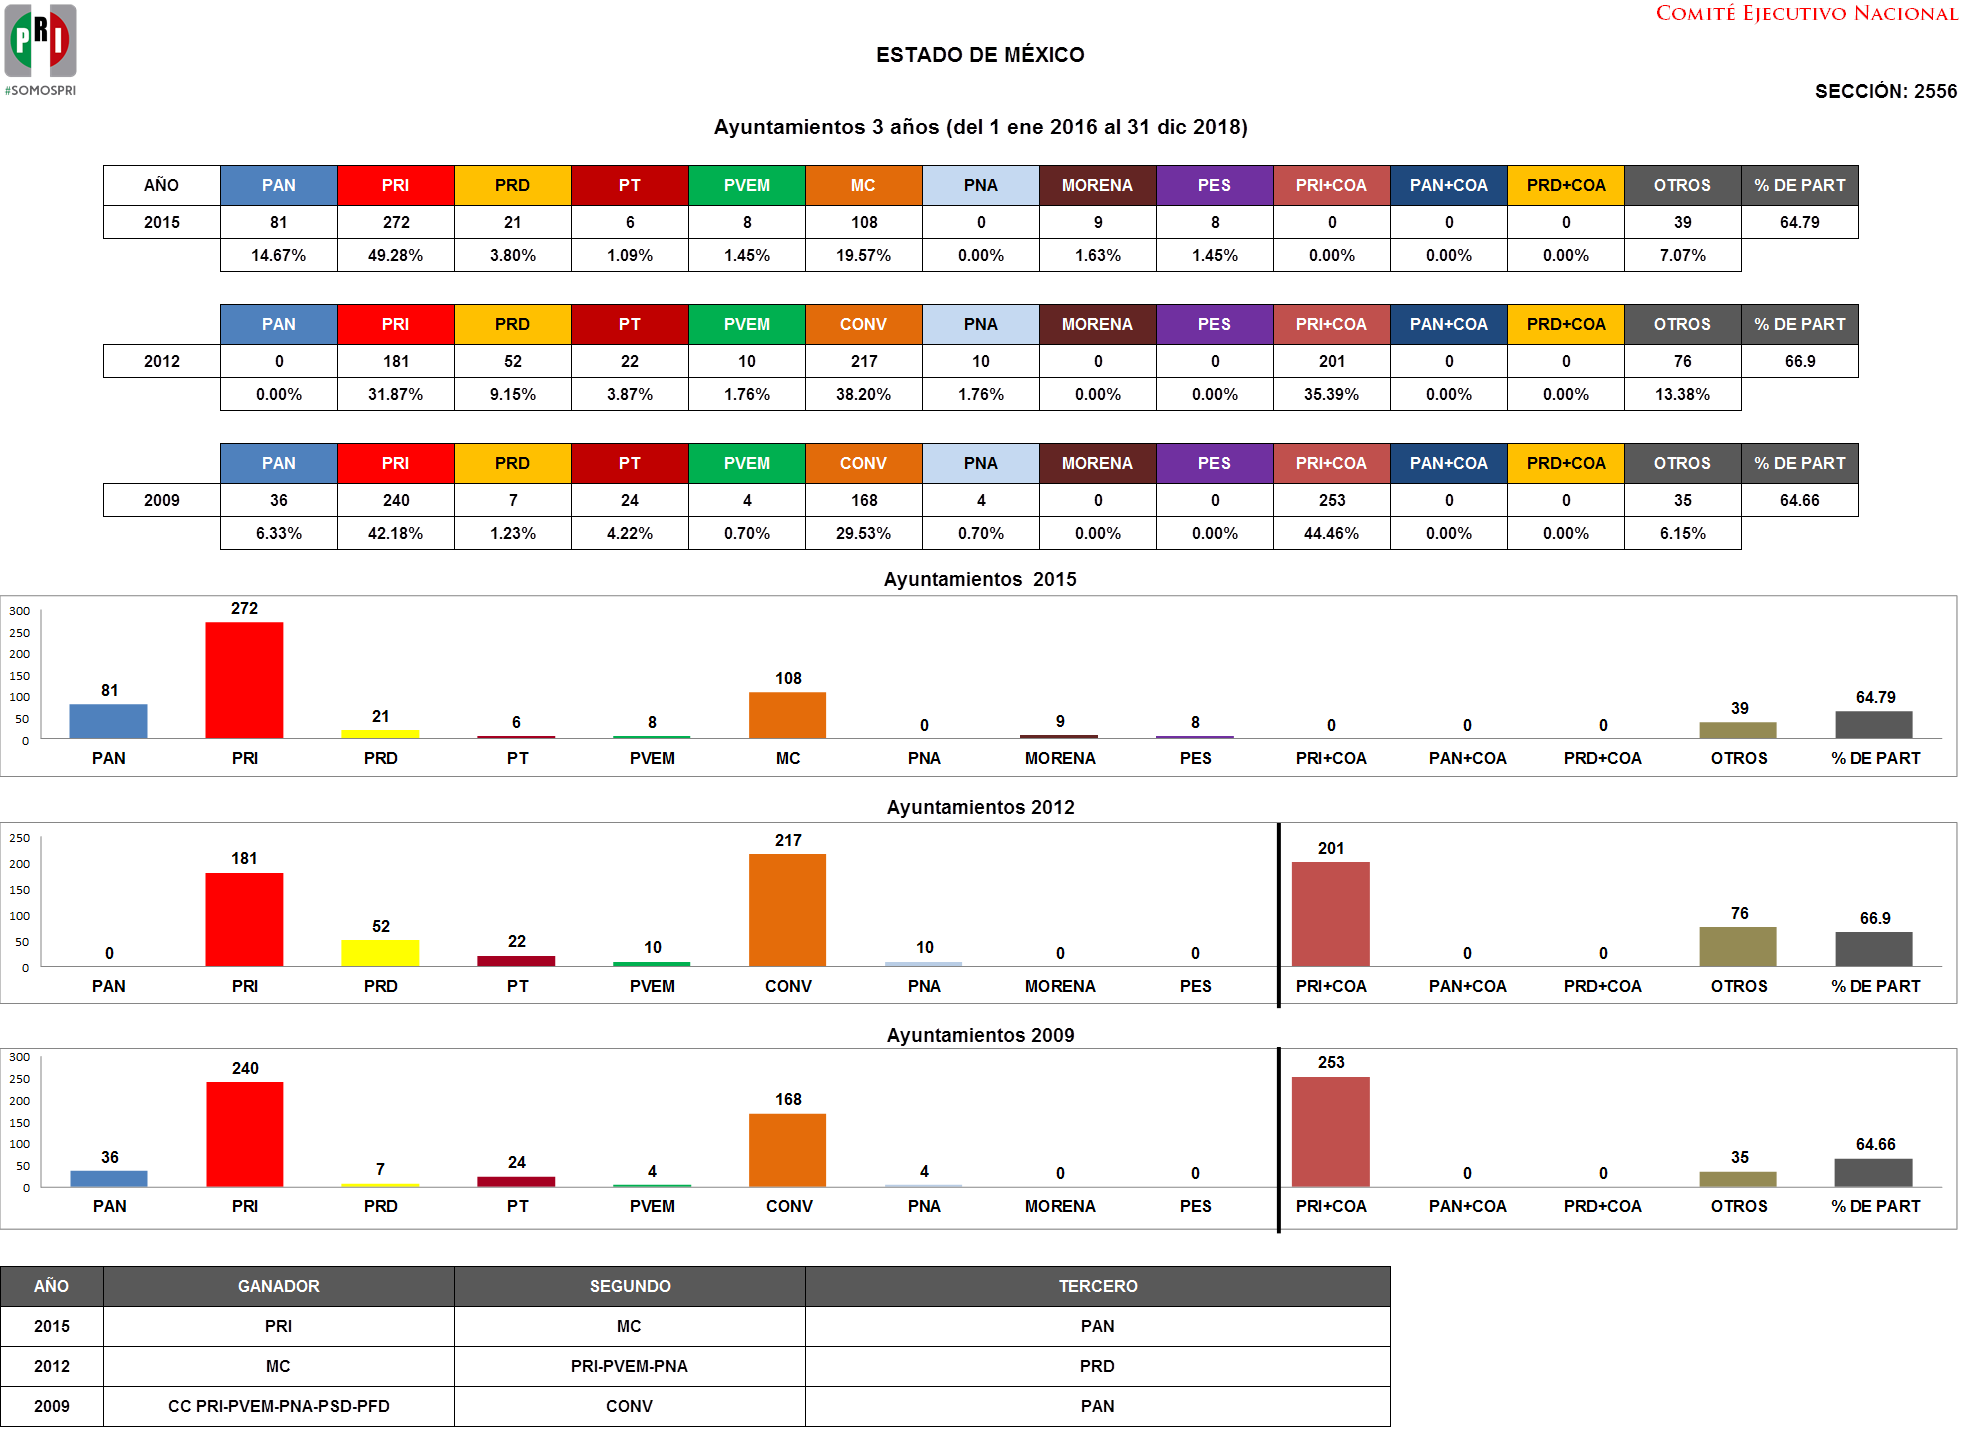 COMITÉ EJECUTIVO NACIONAL
PRI
#SOMOSPRI
ESTADO DE MÉXICO
SECCIÓN: 2556
Ayuntamientos 3 años (del 1 ene 2016 al 31 dic 2018)
AÑO PAN PRI PRD PT PVEM MC PNA MORENA PES PRI+COA PAN+COA PRD+COA OTROS % DE PART
2015 81 272 21 6 8 108 0 9 8 0 0 0 39 64.79
14.67% 49.28% 3.80% 1.09% 1.45% 19.57% 0.00% 1.63% 1.45% 0.00% 0.00% 0.00% 7.07%
PAN PRI PRD PT PVEM CONV PNA MORENA PES PRI+COA PAN+COA PRD+COA OTROS % DE PART
2012 0 181 52 22 10 217 10 0 0 201 0 0 76 66.9
0.00% 31.87% 9.15% 3.87% 1.76% 38.20% 1.76% 0.00% 0.00% 35.39% 0.00% 0.00% 13.38%
PAN PRI PRD PT PVEM CONV PNA MORENA PES PRI+COA PAN+COA PRD+COA OTROS % DE PART
2009 36 240 7 24 4 168 4 0 0 253 0 0 35 64.66
6.33% 42.18% 1.23% 4.22% 0.70% 29.53% 0.70% 0.00% 0.00% 44.46% 0.00% 0.00% 6.15%
Ayuntamientos 2015
300
250
200
150
100
50
0
81 272 21 6 8 108 0 9 8 0 0 0 39 64.79
PAN PRI PRD PT PVEM MC PNA MORENA PES PRI+COA PAN+COA PRD+COA OTROS % DE PART
Ayuntamientos 2012
250
200
150
100
50
0
0 181 52 22 10 217 10 0 0 201 0 0 76 66.9
PAN PRI PRD PT PVEM CONV PNA MORENA PES PRI+COA PAN+COA PRD+COA OTROS % DE PART
Ayuntamientos 2009
300
250
200
150
100
50
0
36 240 7 24 4 168 4 0 0 253 0 0 35 64.66
PAN PRI PRD PT PVEM CONV PNA MORENA PES PRI+COA PAN+COA PRD+COA OTROS % DE PART
AÑO GANADOR SEGUNDO TERCERO
2015 PRI MC PAN
2012 MC PRI-PVEM-PNA PRD
2009 CC PRI-PVEM-PNA-PSD-PFD CONV PAN